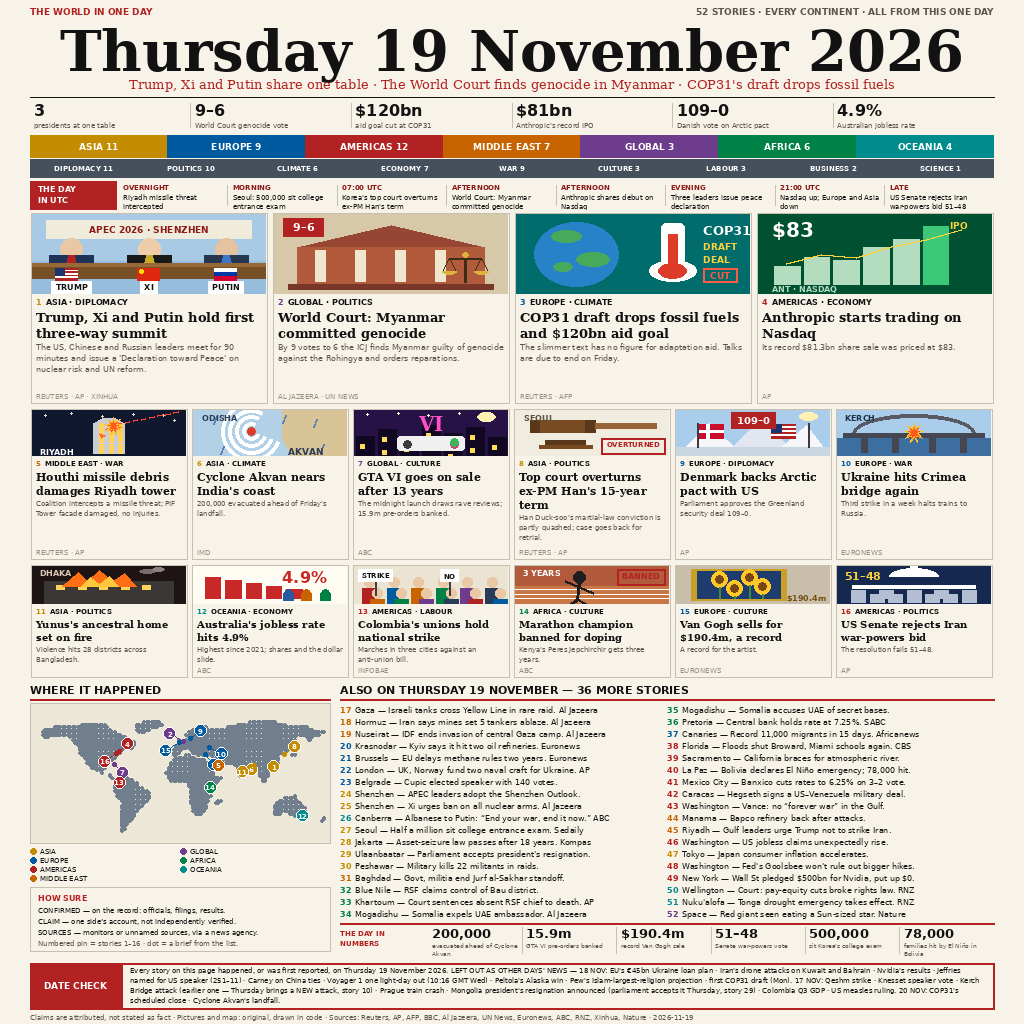 THE WORLD IN ONE DAY
52 STORIES · EVERY CONTINENT · ALL FROM THIS ONE DAY
Thursday 19 November 2026
Trump, Xi and Putin share one table · The World Court finds genocide in Myanmar · COP31's draft drops fossil fuels
3
presidents at one table
9–6
World Court genocide vote
$120bn
aid goal cut at COP31
$81bn
Anthropic's record IPO
109–0
Danish vote on Arctic pact
4.9%
Australian jobless rate
ASIA 11
EUROPE 9
AMERICAS 12
MIDDLE EAST 7
GLOBAL 3
AFRICA 6
OCEANIA 4
DIPLOMACY 11
POLITICS 10
CLIMATE 6
ECONOMY 7
WAR 9
CULTURE 3
LABOUR 3
BUSINESS 2
SCIENCE 1
THE DAY
IN UTC
OVERNIGHT
Riyadh missile threat
intercepted
MORNING
Seoul: 500,000 sit college
entrance exam
07:00 UTC
Korea's top court overturns
ex-PM Han's term
AFTERNOON
World Court: Myanmar
committed genocide
AFTERNOON
Anthropic shares debut on
Nasdaq
EVENING
Three leaders issue peace
declaration
21:00 UTC
Nasdaq up; Europe and Asia
down
LATE
US Senate rejects Iran
war-powers bid 51–48
APEC 2026 · SHENZHEN
TRUMP
XI
PUTIN
1 ASIA · DIPLOMACY
Trump, Xi and Putin hold first
three-way summit
The US, Chinese and Russian leaders meet for 90
minutes and issue a 'Declaration toward Peace' on
nuclear risk and UN reform.
REUTERS · AP · XINHUA
9–6
2 GLOBAL · POLITICS
World Court: Myanmar
committed genocide
By 9 votes to 6 the ICJ finds Myanmar guilty of genocide
against the Rohingya and orders reparations.
AL JAZEERA · UN NEWS
COP31
DRAFT
DEAL
CUT
3 EUROPE · CLIMATE
COP31 draft drops fossil fuels
and $120bn aid goal
The slimmer text has no figure for adaptation aid. Talks
are due to end on Friday.
REUTERS · AFP
$83
IPO
ANT · NASDAQ
4 AMERICAS · ECONOMY
Anthropic starts trading on
Nasdaq
Its record $81.3bn share sale was priced at $83.
AP
RIYADH
5 MIDDLE EAST · WAR
Houthi missile debris
damages Riyadh tower
Coalition intercepts a missile threat; PIF
Tower facade damaged, no injuries.
REUTERS · AP
ODISHA
AKVAN
6 ASIA · CLIMATE
Cyclone Akvan nears
India's coast
200,000 evacuated ahead of Friday's
landfall.
IMD
VI
7 GLOBAL · CULTURE
GTA VI goes on sale
after 13 years
The midnight launch draws rave reviews;
15.9m pre-orders banked.
ABC
SEOUL
OVERTURNED
8 ASIA · POLITICS
Top court overturns
ex-PM Han's 15-year
term
Han Duck-soo's martial-law conviction is
partly quashed; case goes back for
retrial.
REUTERS · AP
109–0
9 EUROPE · DIPLOMACY
Denmark backs Arctic
pact with US
Parliament approves the Greenland
security deal 109–0.
AP
KERCH
10 EUROPE · WAR
Ukraine hits Crimea
bridge again
Third strike in a week halts trains to
Russia.
EURONEWS
DHAKA
11 ASIA · POLITICS
Yunus's ancestral home
set on fire
Violence hits 28 districts across
Bangladesh.
4.9%
12 OCEANIA · ECONOMY
Australia's jobless rate
hits 4.9%
Highest since 2021; shares and the dollar
slide.
ABC
STRIKE
NO
13 AMERICAS · LABOUR
Colombia's unions hold
national strike
Marches in three cities against an
anti-union bill.
INFOBAE
3 YEARS
BANNED
14 AFRICA · CULTURE
Marathon champion
banned for doping
Kenya's Peres Jepchirchir gets three
years.
ABC
$190.4m
15 EUROPE · CULTURE
Van Gogh sells for
$190.4m, a record
A record for the artist.
EURONEWS
51–48
16 AMERICAS · POLITICS
US Senate rejects Iran
war-powers bid
The resolution fails 51–48.
AP
WHERE IT HAPPENED
2
9
4
15
10
8
16
7
5
11
6
1
13
14
12
ASIA
GLOBAL
EUROPE
AFRICA
AMERICAS
OCEANIA
MIDDLE EAST
HOW SURE
CONFIRMED — on the record: officials, filings, results.
CLAIM — one side's account, not independently verified.
SOURCES — monitors or unnamed sources, via a news agency.
Numbered pin = stories 1–16 · dot = a brief from the list.
ALSO ON THURSDAY 19 NOVEMBER — 36 MORE STORIES
17 Gaza — Israeli tanks cross Yellow Line in rare raid. Al Jazeera
18 Hormuz — Iran says mines set 5 tankers ablaze. Al Jazeera
19 Nuseirat — IDF ends invasion of central Gaza camp. Al Jazeera
20 Krasnodar — Kyiv says it hit two oil refineries. Euronews
21 Brussels — EU delays methane rules two years. Euronews
22 London — UK, Norway fund two naval craft for Ukraine. AP
23 Belgrade — Cupic elected speaker with 140 votes.
24 Shenzhen — APEC leaders adopt the Shenzhen Outlook.
25 Shenzhen — Xi urges ban on all nuclear arms. Al Jazeera
26 Canberra — Albanese to Putin: “End your war, end it now.” ABC
27 Seoul — Half a million sit college entrance exam. Sedaily
28 Jakarta — Asset-seizure law passes after 18 years. Kompas
29 Ulaanbaatar — Parliament accepts president's resignation.
30 Peshawar — Military kills 22 militants in raids.
31 Baghdad — Govt, militia end Jurf al-Sakhar standoff.
32 Blue Nile — RSF claims control of Bau district.
33 Khartoum — Court sentences absent RSF chief to death. AP
34 Mogadishu — Somalia expels UAE ambassador. Al Jazeera
35 Mogadishu — Somalia accuses UAE of secret bases.
36 Pretoria — Central bank holds rate at 7.25%. SABC
37 Canaries — Record 11,000 migrants in 15 days. Africanews
38 Florida — Floods shut Broward, Miami schools again. CBS
39 Sacramento — California braces for atmospheric river.
40 La Paz — Bolivia declares El Niño emergency; 78,000 hit.
41 Mexico City — Banxico cuts rates to 6.25% on 3–2 vote.
42 Caracas — Hegseth signs a US–Venezuela military deal.
43 Washington — Vance: no “forever war” in the Gulf.
44 Manama — Bapco refinery back after attacks.
45 Riyadh — Gulf leaders urge Trump not to strike Iran.
46 Washington — US jobless claims unexpectedly rise.
47 Tokyo — Japan consumer inflation accelerates.
48 Washington — Fed's Goolsbee won't rule out bigger hikes.
49 New York — Wall St pledged $500bn for Nvidia, put up $0.
50 Wellington — Court: pay-equity cuts broke rights law. RNZ
51 Nuku'alofa — Tonga drought emergency takes effect. RNZ
52 Space — Red giant seen eating a Sun-sized star. Nature
THE DAY IN
NUMBERS
200,000
evacuated ahead of Cyclone
Akvan
15.9m
GTA VI pre-orders banked
$190.4m
record Van Gogh sale
51–48
Senate war-powers vote
500,000
sit Korea's college exam
78,000
families hit by El Niño in
Bolivia
DATE CHECK
Every story on this page happened, or was first reported, on Thursday 19 November 2026. LEFT OUT AS OTHER DAYS' NEWS — 18 NOV: EU's €45bn Ukraine loan plan · Iran's drone attacks on Kuwait and Bahrain · Nvidia's results · Jeffries
named for US speaker (251–11) · Carney on China ties · Voyager 1 one light-day out (10:16 GMT Wed) · Peltola's Alaska win · Pew's Islam-largest-religion projection · first COP31 draft (Mon). 17 NOV: Qeshm strike · Knesset speaker vote · Kerch
Bridge attack (earlier one — Thursday brings a NEW attack, story 10) · Prague train crash · Mongolia president's resignation announced (parliament accepts it Thursday, story 29) · Colombia Q3 GDP · US measles ruling. 20 NOV: COP31's
scheduled close · Cyclone Akvan's landfall.
Claims are attributed, not stated as fact · Pictures and map: original, drawn in code · Sources: Reuters, AP, AFP, BBC, Al Jazeera, UN News, Euronews, ABC, RNZ, Xinhua, Nature · 2026-11-19